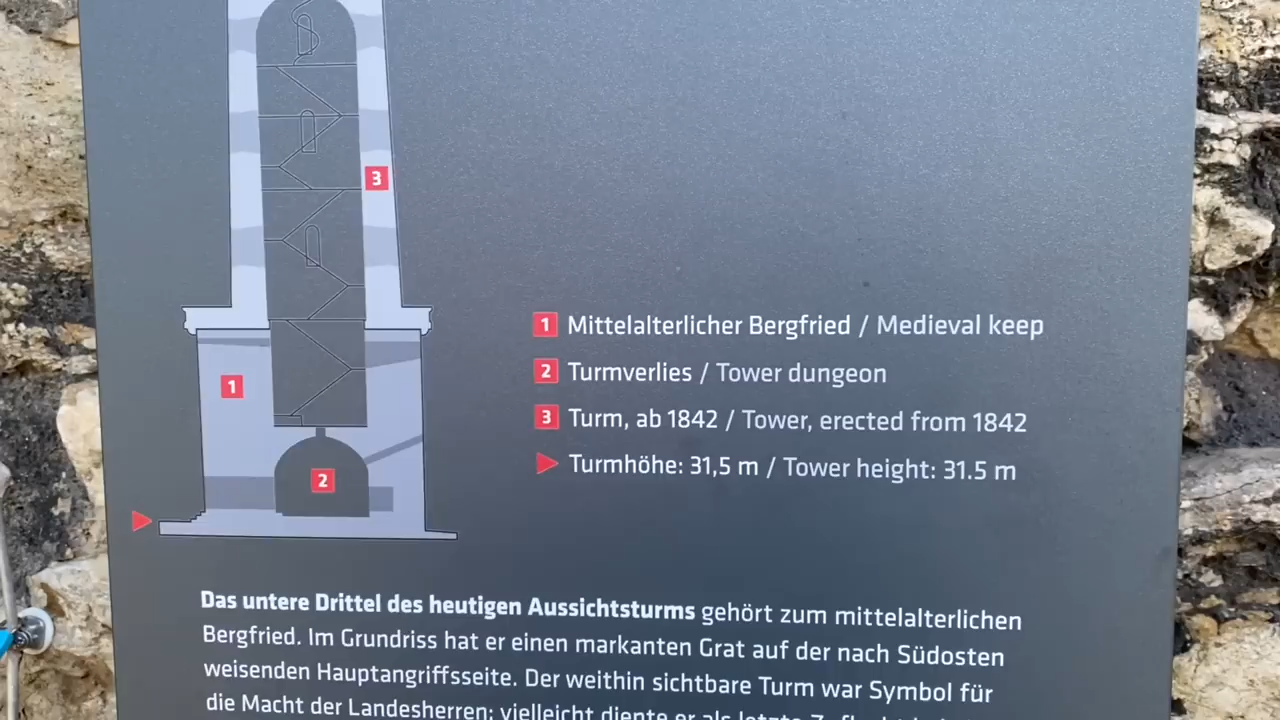 3
1
2
1 Mittelalterlicher Bergfried / Medieval keep
2 Turmverlies / Tower dungeon
3 Turm, ab 1842 / Tower, erected from 1842
Turmhöhe: 31,5 m / Tower height: 31.5 m
Das untere Drittel des heutigen Aussichtsturms gehört zum mittelalterlichen
Bergfried. Im Grundriss hat er einen markanten Grat auf der nach Südosten
weisenden Hauptangriffsseite. Der weithin sichtbare Turm war Symbol für
die Macht der Landesherren; vielleicht diente er als letzte